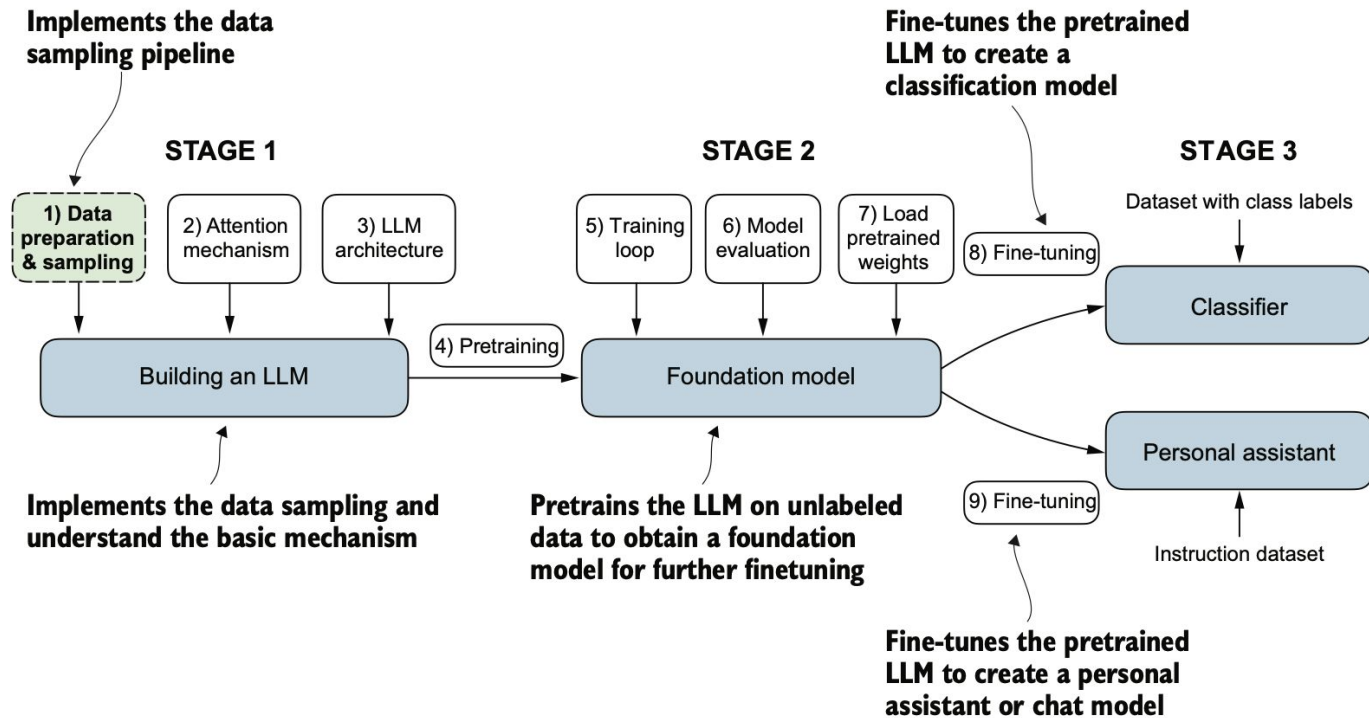 Implements the data
sampling pipeline
Fine-tunes the pretrained
LLM to create a
classification model
STAGE 1
STAGE 2
STAGE 3
1) Data
preparation
& sampling
2) Attention
mechanism
3) LLM
architecture
5) Training
loop
6) Model
evaluation
7) Load
pretrained
weights
8) Fine-tuning
Dataset with class labels
Classifier
4) Pretraining
Building an LLM
Foundation model
Personal assistant
9) Fine-tuning
Instruction dataset
Implements the data sampling and
understand the basic mechanism
Pretrains the LLM on unlabeled
data to obtain a foundation
model for further finetuning
Fine-tunes the pretrained
LLM to create a personal
assistant or chat model